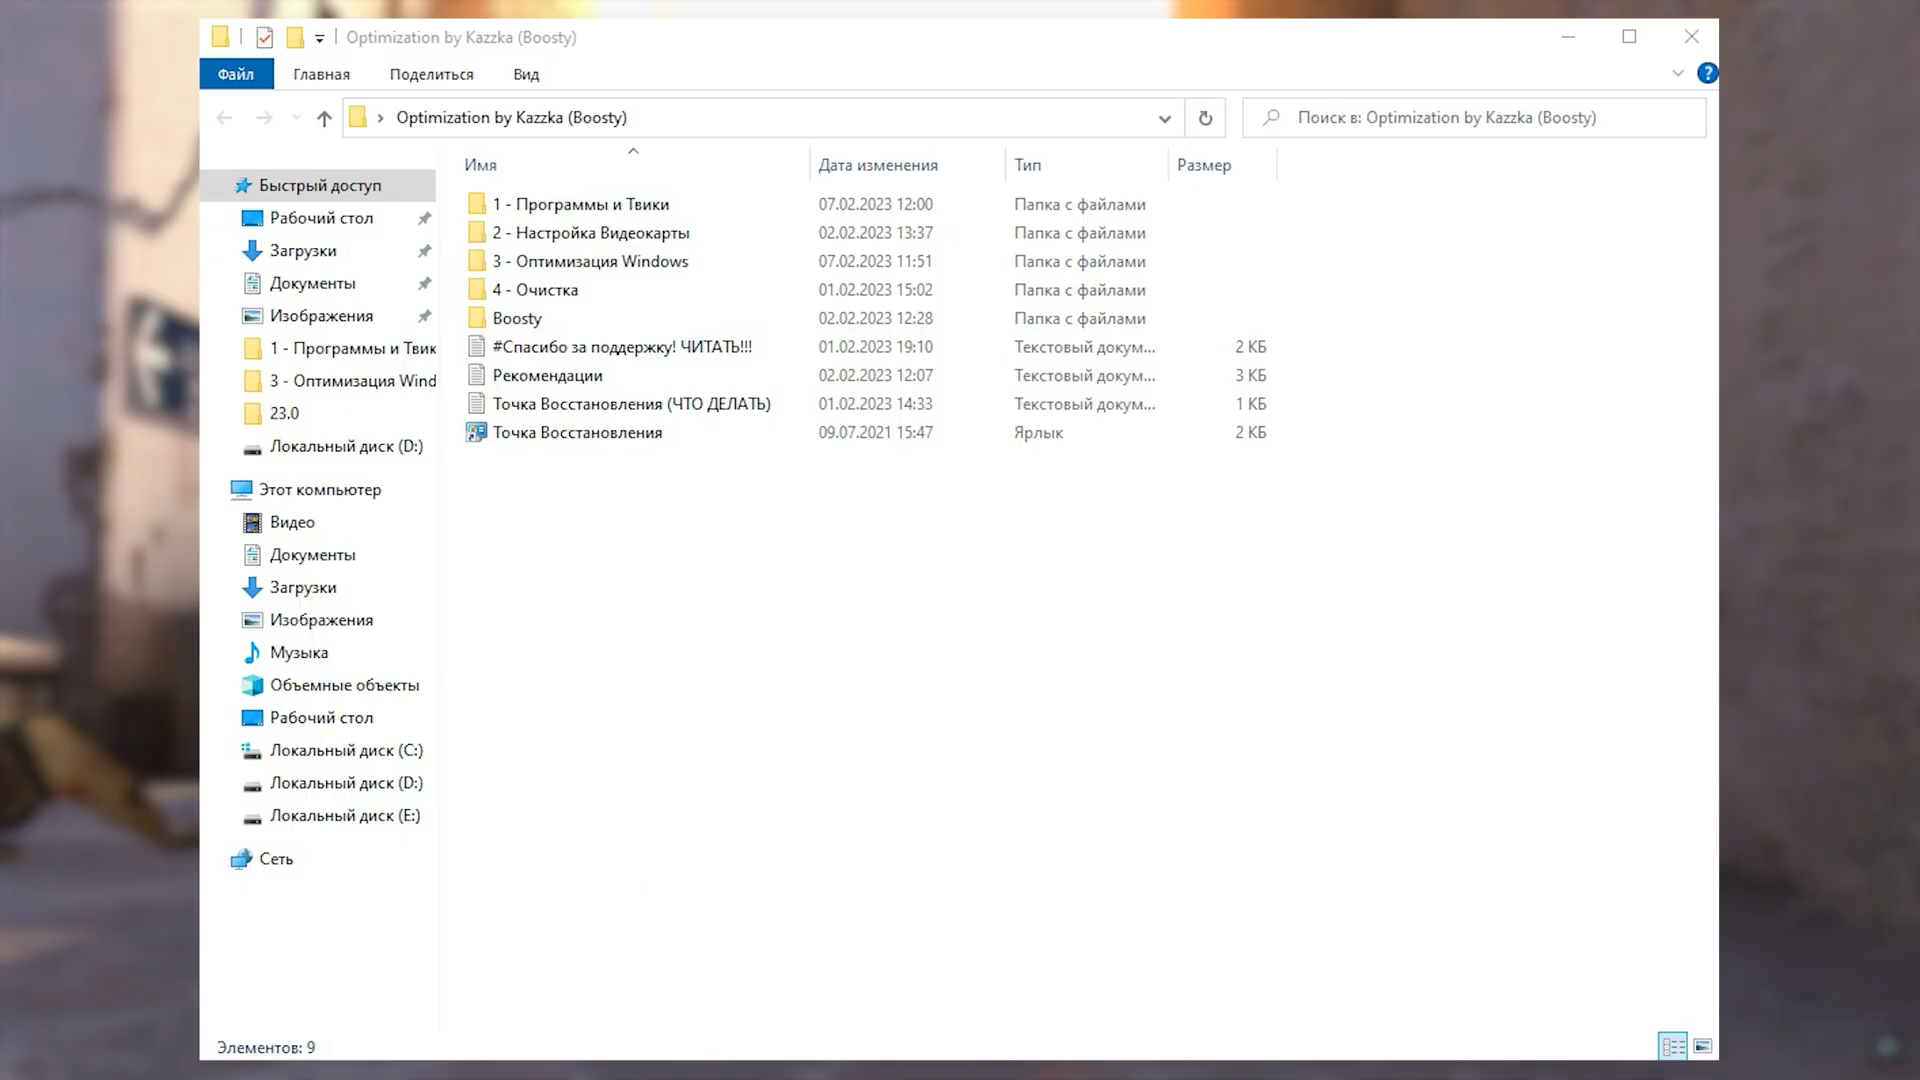 Optimization by Kazzka (Boosty)
Файл Главная Поделиться Вид
Optimization by Kazzka (Boosty) Поиск в: Optimization by Kazzka (Boosty)
Имя Дата изменения Тип Размер
Быстрый доступ
Рабочий стол
Загрузки
Документы
Изображения
1 - Программы и Твик
3 - Оптимизация Wind
23.0
Локальный диск (D:)
Этот компьютер
Видео
Документы
Загрузки
Изображения
Музыка
Объемные объекты
Рабочий стол
Локальный диск (C:)
Локальный диск (D:)
Локальный диск (E:)
Сеть
1 - Программы и Твики 07.02.2023 12:00 Папка с файлами
2 - Настройка Видеокарты 02.02.2023 13:37 Папка с файлами
3 - Оптимизация Windows 07.02.2023 11:51 Папка с файлами
4 - Очистка 01.02.2023 15:02 Папка с файлами
Boosty 02.02.2023 12:28 Папка с файлами
#Спасибо за поддержку! ЧИТАТЬ!!! 01.02.2023 19:10 Текстовый докум... 2 КБ
Рекомендации 02.02.2023 12:07 Текстовый докум... 3 КБ
Точка Восстановления (ЧТО ДЕЛАТЬ) 01.02.2023 14:33 Текстовый докум... 1 КБ
Точка Восстановления 09.07.2021 15:47 Ярлык 2 КБ
Элементов: 9